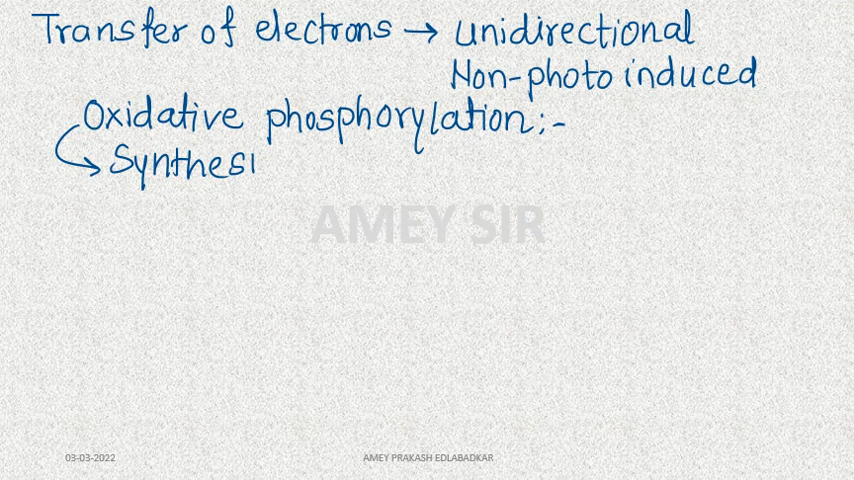 Transfer of electrons → unidirectional
Non-photo induced
Oxidative phosphorylation:-
→ Synthesi
AMEY SIR
03-03-2022 AMEY PRAKASH EDLABADKAR